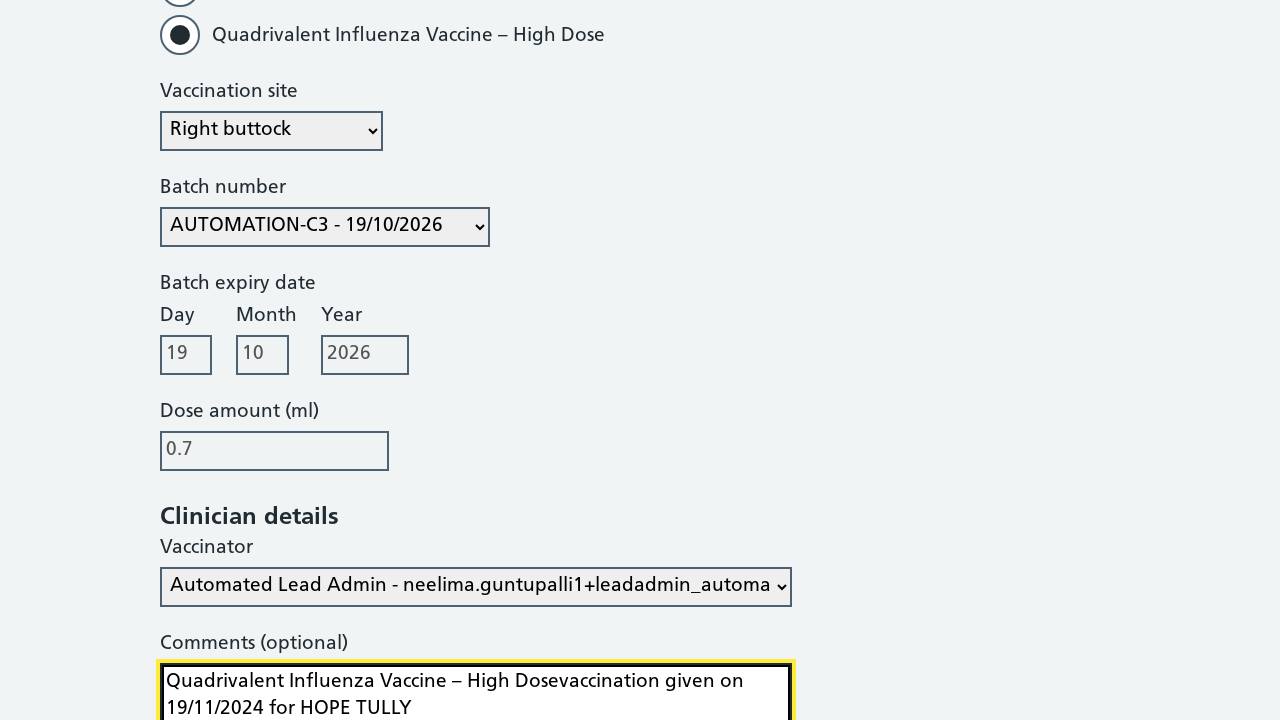 Quadrivalent Influenza Vaccine – High Dose
Vaccination site
Right buttock
Batch number
AUTOMATION-C3 - 19/10/2026
Batch expiry date
Day Month Year
19 10 2026
Dose amount (ml)
0.7
Clinician details
Vaccinator
Automated Lead Admin - neelima.guntupalli1+leadadmin_automa
Comments (optional)
Quadrivalent Influenza Vaccine – High Dosevaccination given on
19/11/2024 for HOPE TULLY